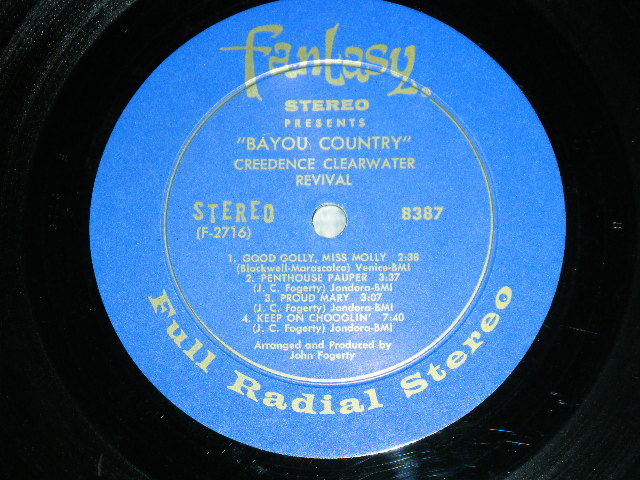 Fantasy®
STEREO
PRESENTS
"BAYOU COUNTRY"
CREEDENCE CLEARWATER
REVIVAL
STEREO 8387
(F-2716)
1. GOOD GOLLY, MISS MOLLY 2:38
(Blackwell-Marascalco) Venice-BMI
2. PENTHOUSE PAUPER 3:37
(J. C. Fogerty) Jondora-BMI
3. PROUD MARY 3:07
(J. C. Fogerty) Jondora-BMI
4. KEEP ON CHOOGLIN' 7:40
(J. C. Fogerty) Jondora-BMI
Arranged and Produced by
John Fogerty
Full Radial Stereo